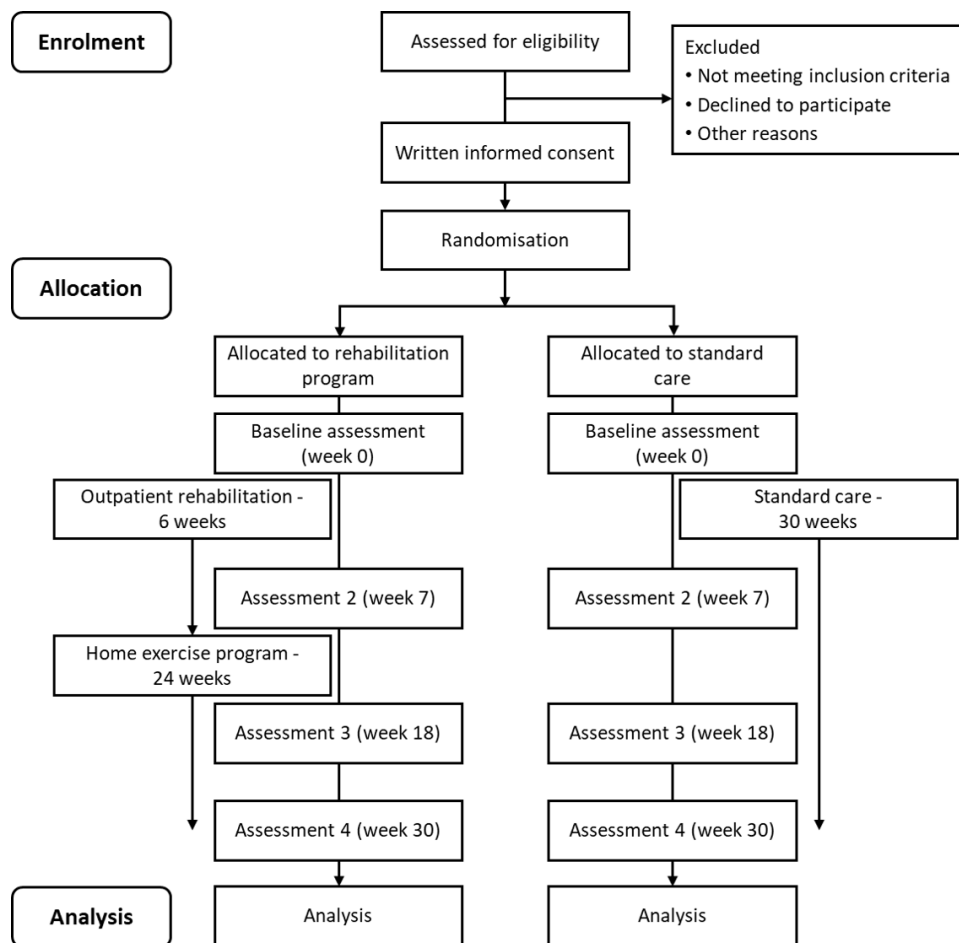 Enrolment
Assessed for eligibility
Excluded
• Not meeting inclusion criteria
• Declined to participate
• Other reasons
Written informed consent
Randomisation
Allocation
Allocated to rehabilitation
program
Allocated to standard
care
Baseline assessment
(week 0)
Baseline assessment
(week 0)
Outpatient rehabilitation -
6 weeks
Standard care -
30 weeks
Assessment 2 (week 7)
Assessment 2 (week 7)
Home exercise program -
24 weeks
Assessment 3 (week 18)
Assessment 3 (week 18)
Assessment 4 (week 30)
Assessment 4 (week 30)
Analysis
Analysis
Analysis